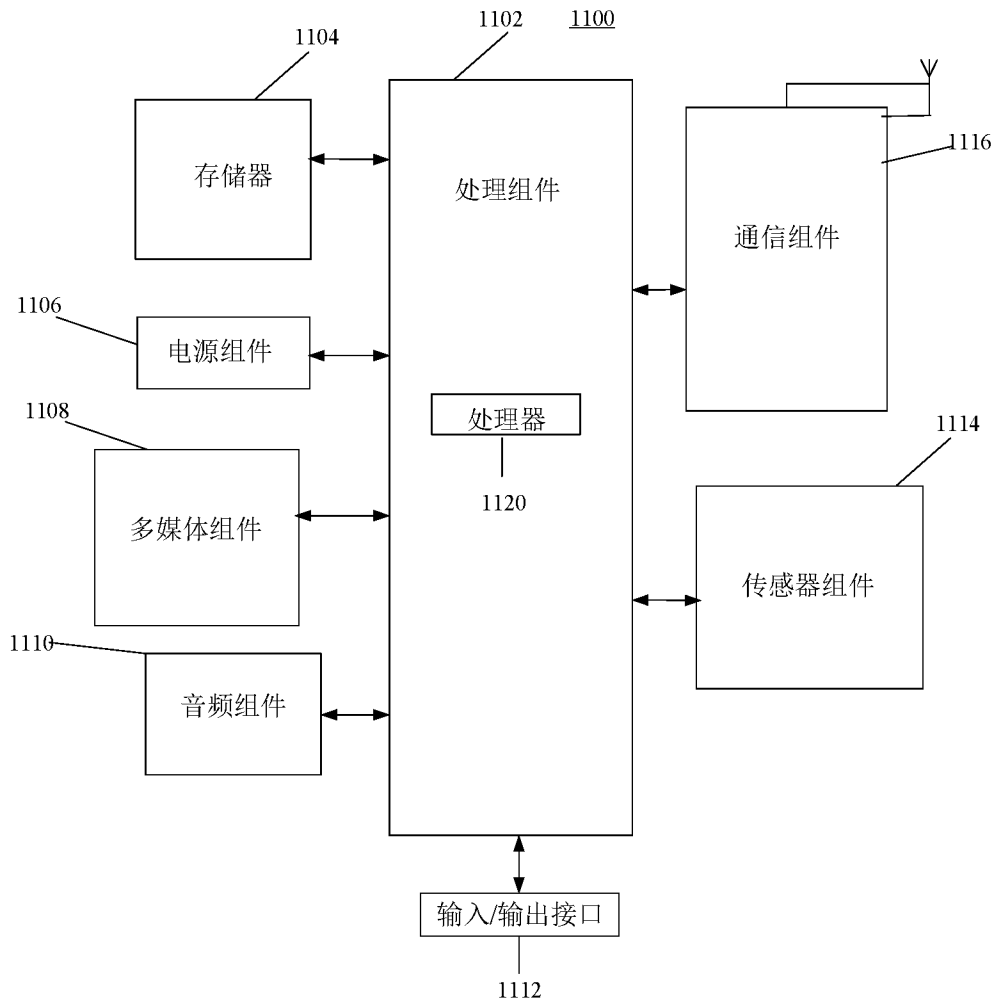 1102
1100
1104
存储器
处理组件
1116
通信组件
1106
电源组件
1108
处理器
1120
1114
多媒体组件
传感器组件
1110
音频组件
输入/输出接口
1112